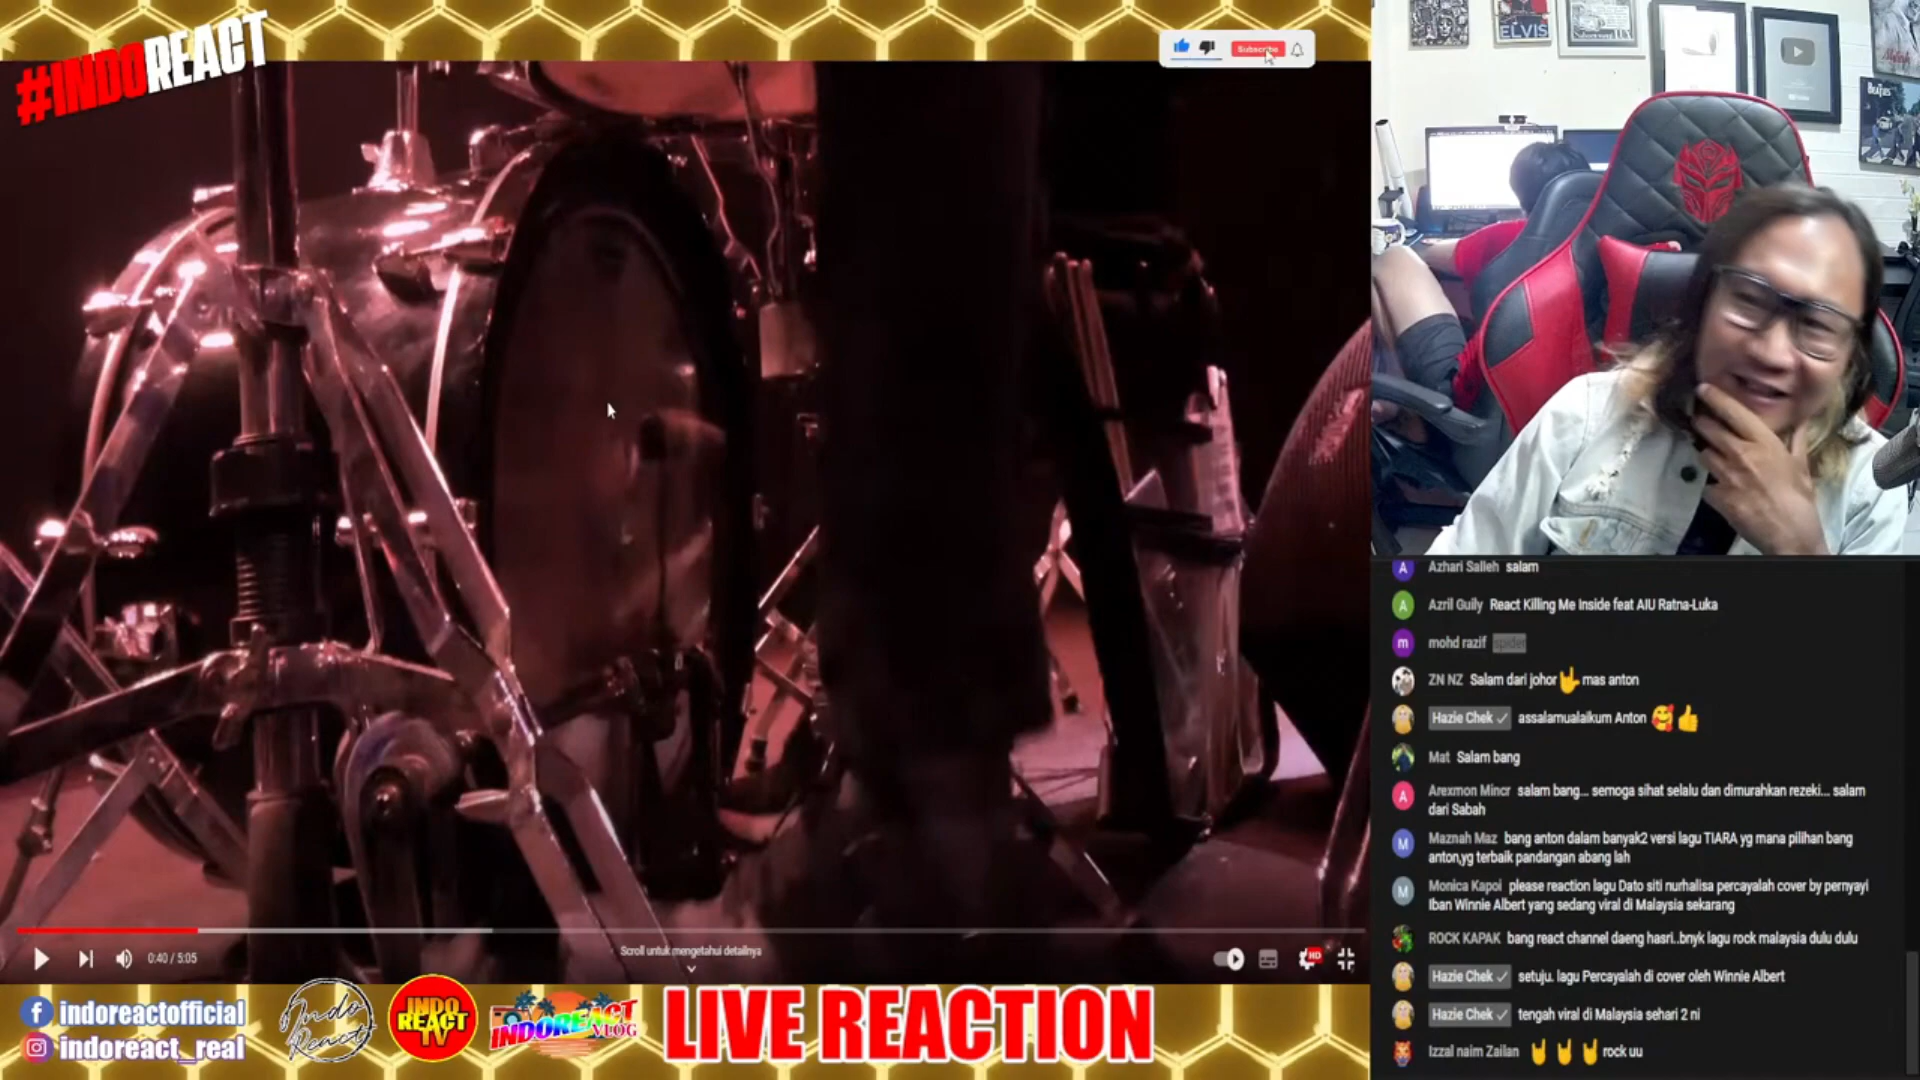 #INDOREACT
Subscribe
ELVIS
BEATLES
Azhari Salleh salam
Azril Guily React Killing Me Inside feat AIU Ratna-Luka
mohd razif spider
ZN NZ Salam dari johor 🤟 mas anton
Hazie Chek ✓ assalamualaikum Anton 🥰👍
Mat Salam bang
Arexmon Mincr salam bang... semoga sihat selalu dan dimurahkan rezeki... salam
dari Sabah
Maznah Maz bang anton dalam banyak2 versi lagu TIARA yg mana pilihan bang
anton,yg terbaik pandangan abang lah
Monica Kapoi please reaction lagu Dato siti nurhalisa percayalah cover by pernyayi
Iban Winnie Albert yang sedang viral di Malaysia sekarang
ROCK KAPAK bang react channel daeng hasri..bnyk lagu rock malaysia dulu dulu
Hazie Chek ✓ setuju. lagu Percayalah di cover oleh Winnie Albert
Hazie Chek ✓ tengah viral di Malaysia sehari 2 ni
Izzal naim Zailan 🤘 🤘 🤘 rock uu
0:40 / 5:05
Scroll untuk mengetahui detailnya
HD
indoreactofficial
indoreact_real
Indo
React
INDO
REACT
TV
INDOREACT
VLOG
LIVE REACTION